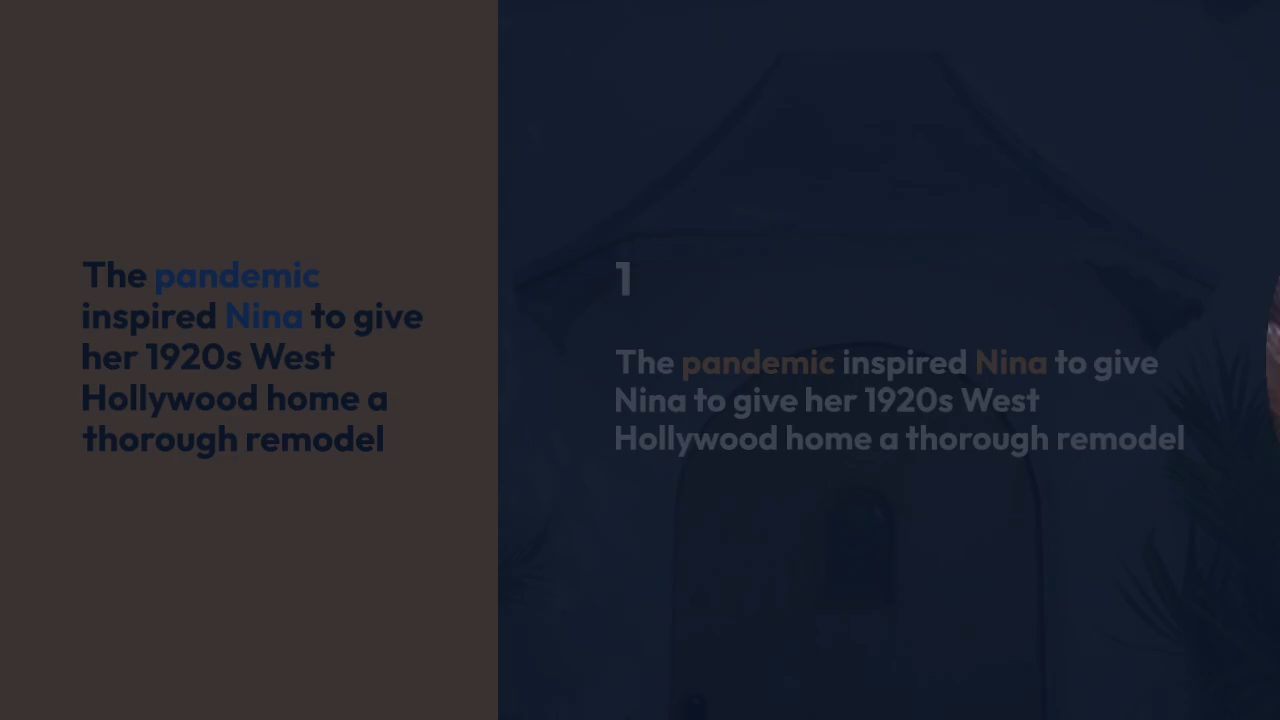 The pandemic
inspired Nina to give
her 1920s West
Hollywood home a
thorough remodel
1
The pandemic inspired Nina to give
Nina to give her 1920s West
Hollywood home a thorough remodel